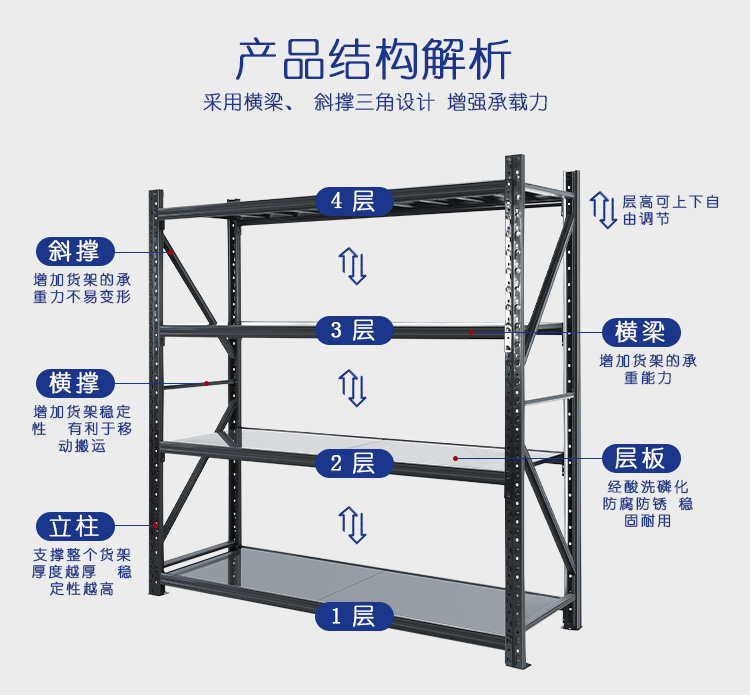 产品结构解析
采用横梁、 斜撑三角设计 增强承载力
4层
层高可上下自
由调节
斜撑
增加货架的承
重力不易变形
3层
横梁
增加货架的承
重能力
横撑
增加货架稳定
性 有利于移
动搬运
2层
层板
经酸洗磷化
防腐防锈 稳
固耐用
立柱
支撑整个货架
厚度越厚 稳
定性越高
1层